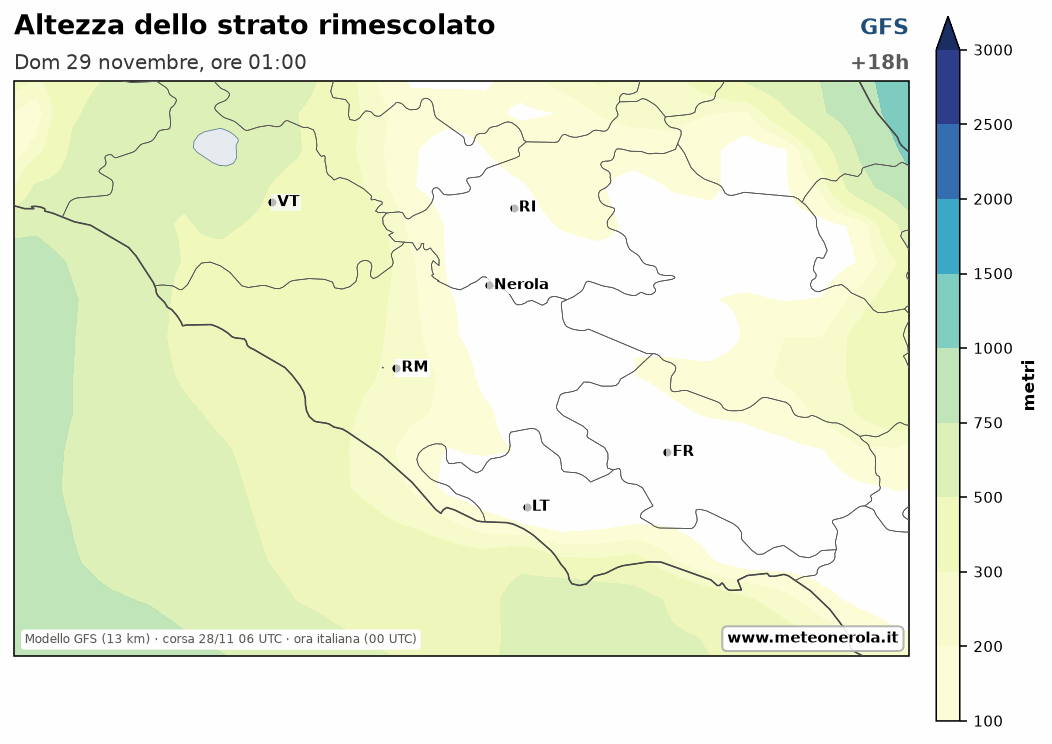 Altezza dello strato rimescolato
GFS
Dom 29 novembre, ore 01:00
+18h
3000
2500
2000
1500
1000
750
500
300
200
100
metri
VT
RI
Nerola
RM
FR
LT
Modello GFS (13 km) · corsa 28/11 06 UTC · ora italiana (00 UTC)
www.meteonerola.it